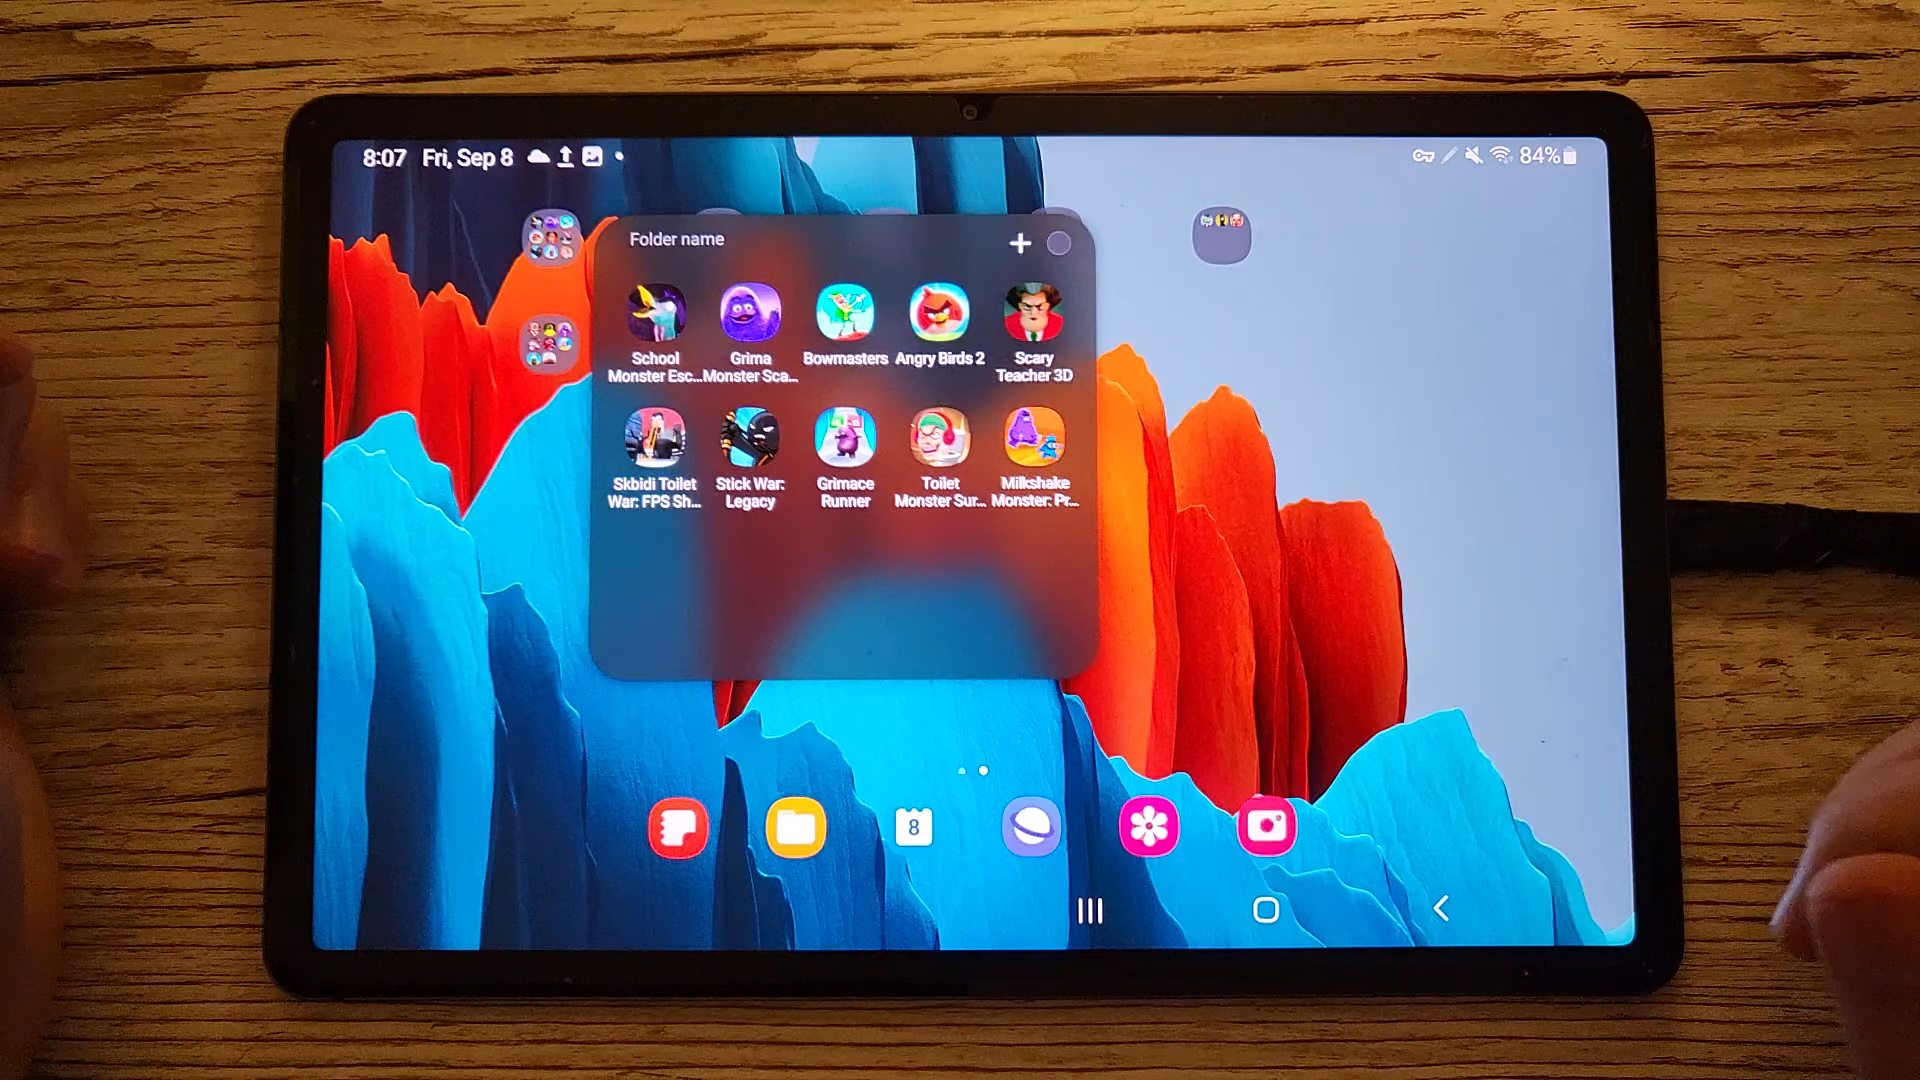 8:07 Fri, Sep 8
84%
Folder name
School
Monster Esc...
Grima
Monster Sca...
Bowmasters
Angry Birds 2
Scary
Teacher 3D
Skbidi Toilet
War: FPS Sh...
Stick War:
Legacy
Grimace
Runner
Toilet
Monster Sur...
Milkshake
Monster: Pr...
8